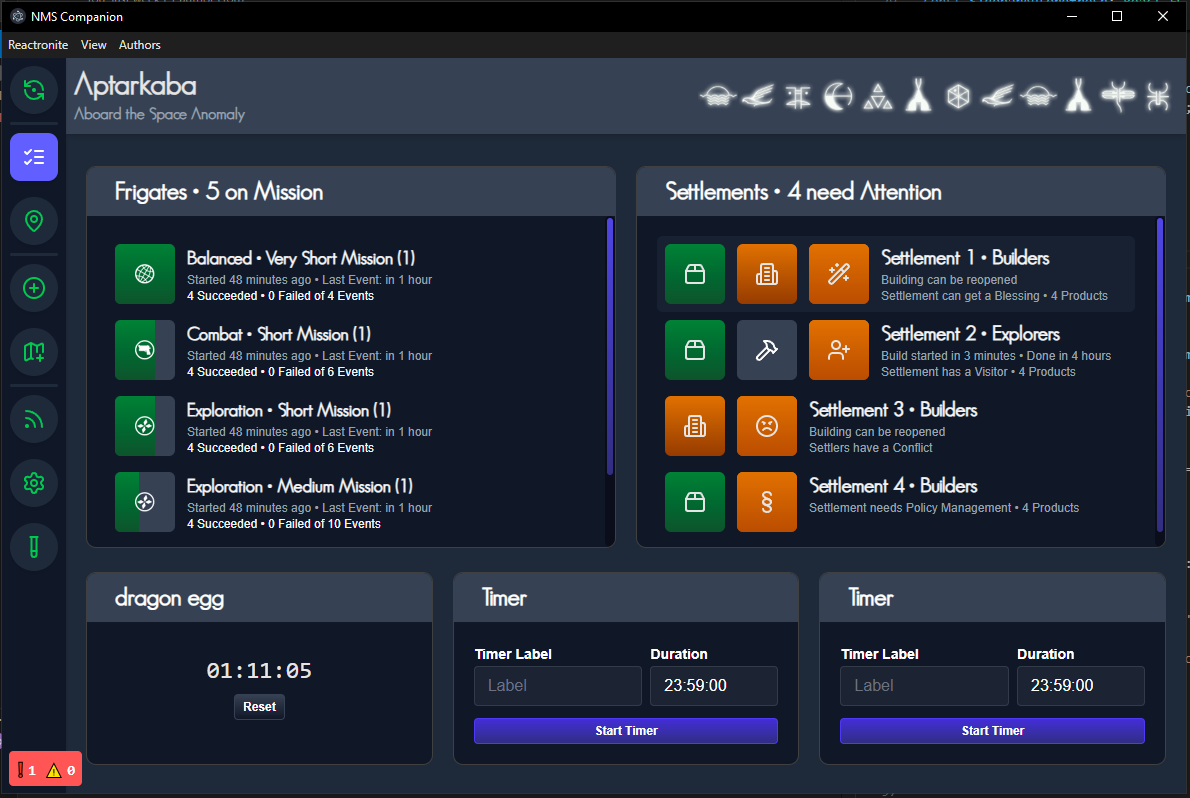 NMS Companion
Reactronite View Authors
Aptarkaba
Aboard the Space Anomaly
Frigates • 5 on Mission
Balanced • Very Short Mission (1)
Started 48 minutes ago • Last Event: in 1 hour
4 Succeeded • 0 Failed of 4 Events
Combat • Short Mission (1)
Started 48 minutes ago • Last Event: in 1 hour
4 Succeeded • 0 Failed of 6 Events
Exploration • Short Mission (1)
Started 48 minutes ago • Last Event: in 1 hour
4 Succeeded • 0 Failed of 6 Events
Exploration • Medium Mission (1)
Started 48 minutes ago • Last Event: in 1 hour
4 Succeeded • 0 Failed of 10 Events
Settlements • 4 need Attention
Settlement 1 • Builders
Building can be reopened
Settlement can get a Blessing • 4 Products
Settlement 2 • Explorers
Build started in 3 minutes • Done in 4 hours
Settlement has a Visitor • 4 Products
Settlement 3 • Builders
Building can be reopened
Settlers have a Conflict
§
Settlement 4 • Builders
Settlement needs Policy Management • 4 Products
dragon egg
01:11:05
Reset
Timer
Timer Label Duration
Label 23:59:00
Start Timer
Timer
Timer Label Duration
Label 23:59:00
Start Timer
1 0